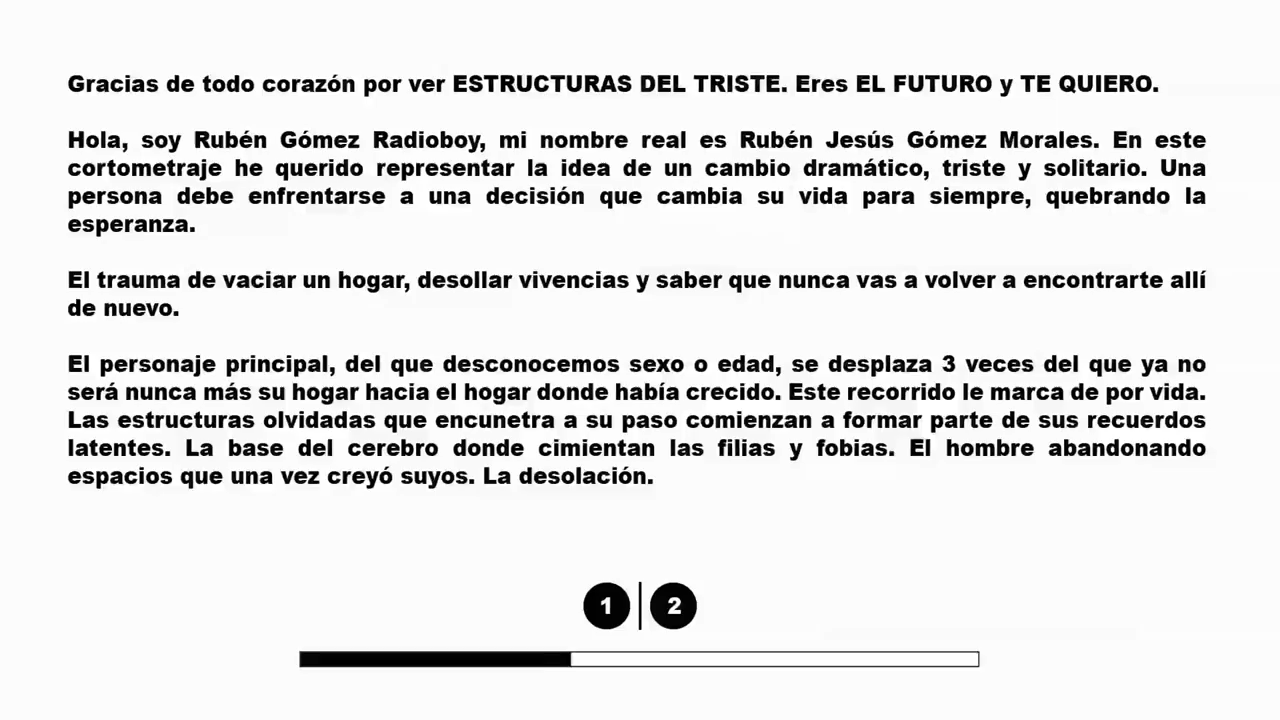 Gracias de todo corazón por ver ESTRUCTURAS DEL TRISTE. Eres EL FUTURO y TE QUIERO.
Hola, soy Rubén Gómez Radioboy, mi nombre real es Rubén Jesús Gómez Morales. En este
cortometraje he querido representar la idea de un cambio dramático, triste y solitario. Una
persona debe enfrentarse a una decisión que cambia su vida para siempre, quebrando la
esperanza.
El trauma de vaciar un hogar, desollar vivencias y saber que nunca vas a volver a encontrarte allí
de nuevo.
El personaje principal, del que desconocemos sexo o edad, se desplaza 3 veces del que ya no
será nunca más su hogar hacia el hogar donde había crecido. Este recorrido le marca de por vida.
Las estructuras olvidadas que encunetra a su paso comienzan a formar parte de sus recuerdos
latentes. La base del cerebro donde cimientan las filias y fobias. El hombre abandonando
espacios que una vez creyó suyos. La desolación.
1 2